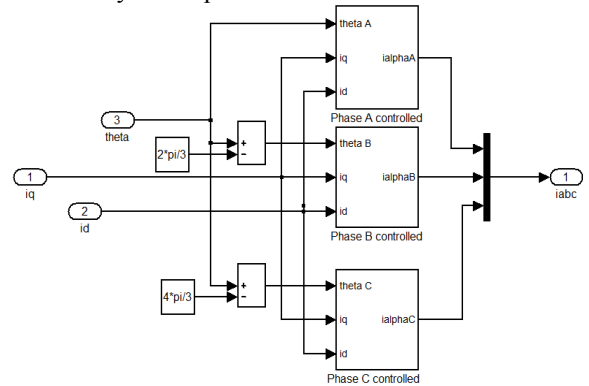 theta A
iq
id
ialphaA
Phase A controlled
3
theta
+
−
2*pi/3
theta B
iq
id
ialphaB
Phase B controlled
1
iq
2
id
1
iabc
+
−
4*pi/3
theta C
iq
id
ialphaC
Phase C controlled